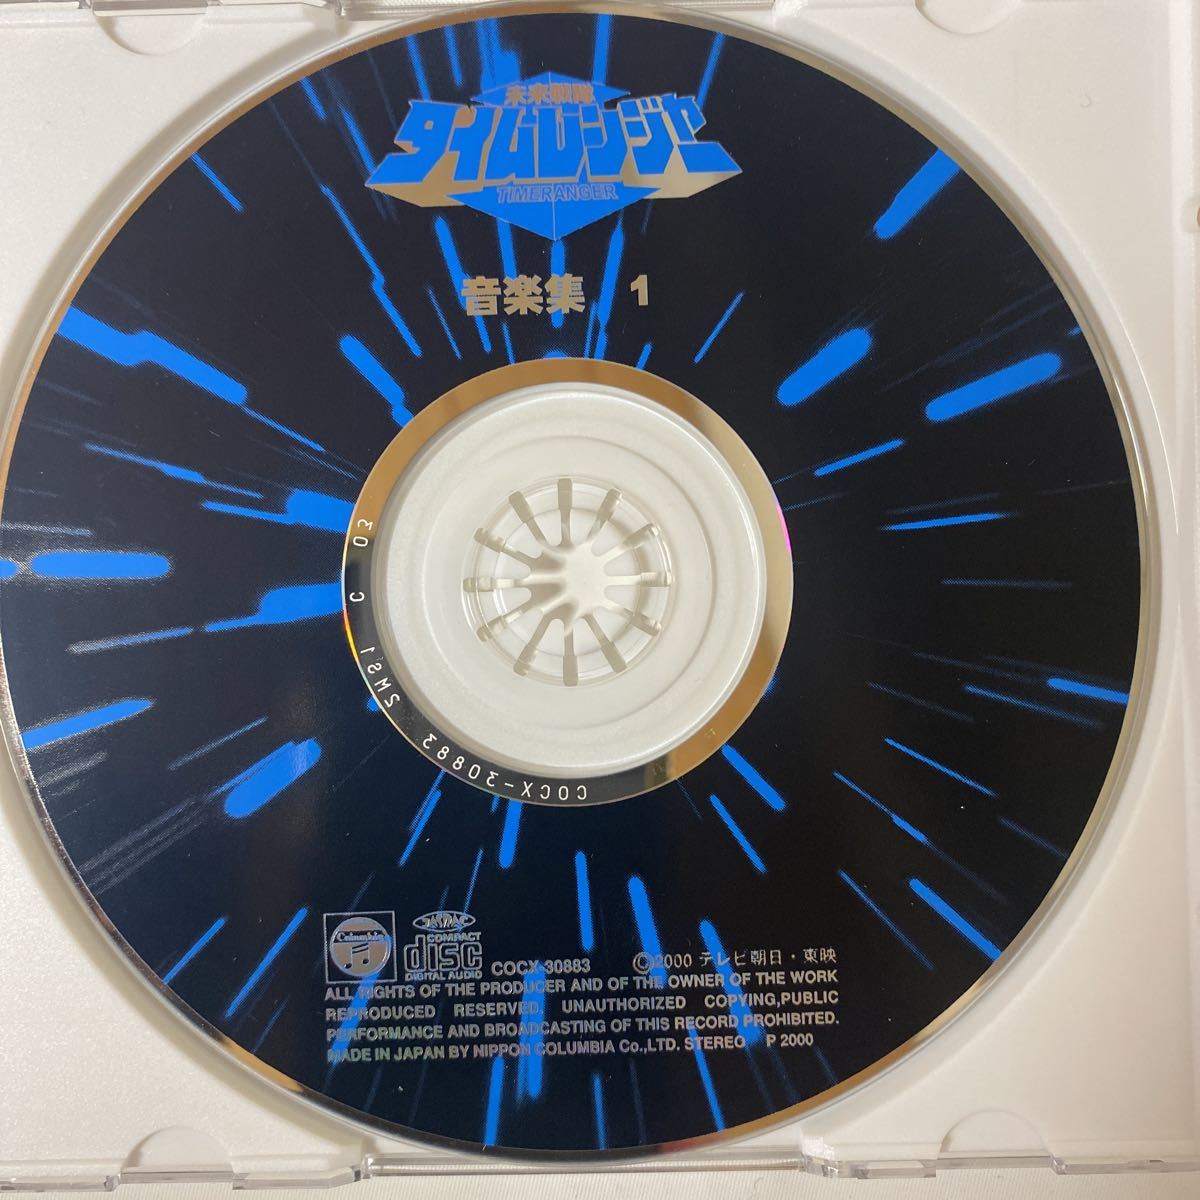 未来戦隊
タイムレンジャー
TIMERANGER
音楽集 1
COCX-30883 2MS1 C 03
Columbia
JASRAC
COMPACT
disc
DIGITAL AUDIO
COCX-30883 ©2000 テレビ朝日・東映
ALL RIGHTS OF THE PRODUCER AND OF THE OWNER OF THE WORK
REPRODUCED RESERVED. UNAUTHORIZED COPYING,PUBLIC
PERFORMANCE AND BROADCASTING OF THIS RECORD PROHIBITED.
MADE IN JAPAN BY NIPPON COLUMBIA Co.,LTD. STEREO P 2000